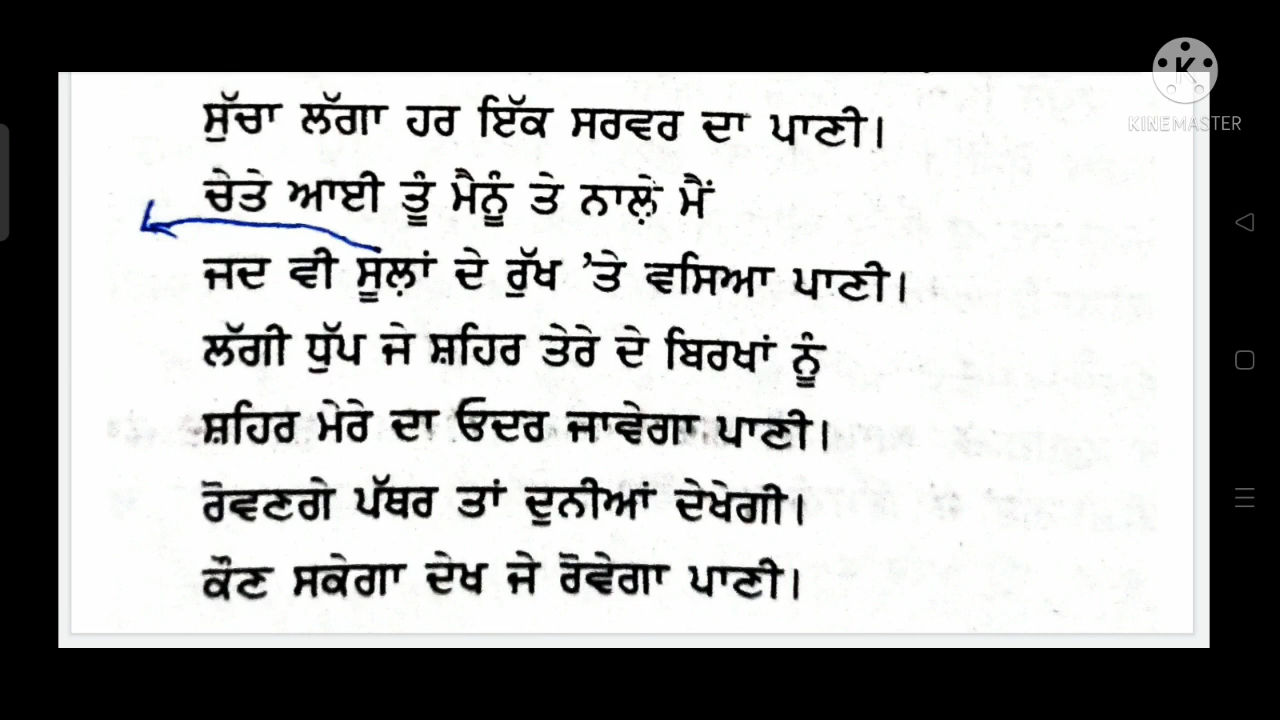 KINEMASTER
ਸੁੱਚਾ ਲੱਗਾ ਹਰ ਇੱਕ ਸਰਵਰ ਦਾ ਪਾਣੀ।
ਚੇਤੇ ਆਈ ਤੂੰ ਮੈਨੂੰ ਤੇ ਨਾਲ਼ੇ ਮੈਂ
ਜਦ ਵੀ ਸੂਲ਼ਾਂ ਦੇ ਰੁੱਖ ’ਤੇ ਵਸਿਆ ਪਾਣੀ।
ਲੱਗੀ ਧੁੱਪ ਜੇ ਸ਼ਹਿਰ ਤੇਰੇ ਦੇ ਬਿਰਖਾਂ ਨੂੰ
ਸ਼ਹਿਰ ਮੇਰੇ ਦਾ ਓਦਰ ਜਾਵੇਗਾ ਪਾਣੀ।
ਰੋਵਣਗੇ ਪੱਥਰ ਤਾਂ ਦੁਨੀਆਂ ਦੇਖੇਗੀ।
ਕੌਣ ਸਕੇਗਾ ਦੇਖ ਜੇ ਰੋਵੇਗਾ ਪਾਣੀ।